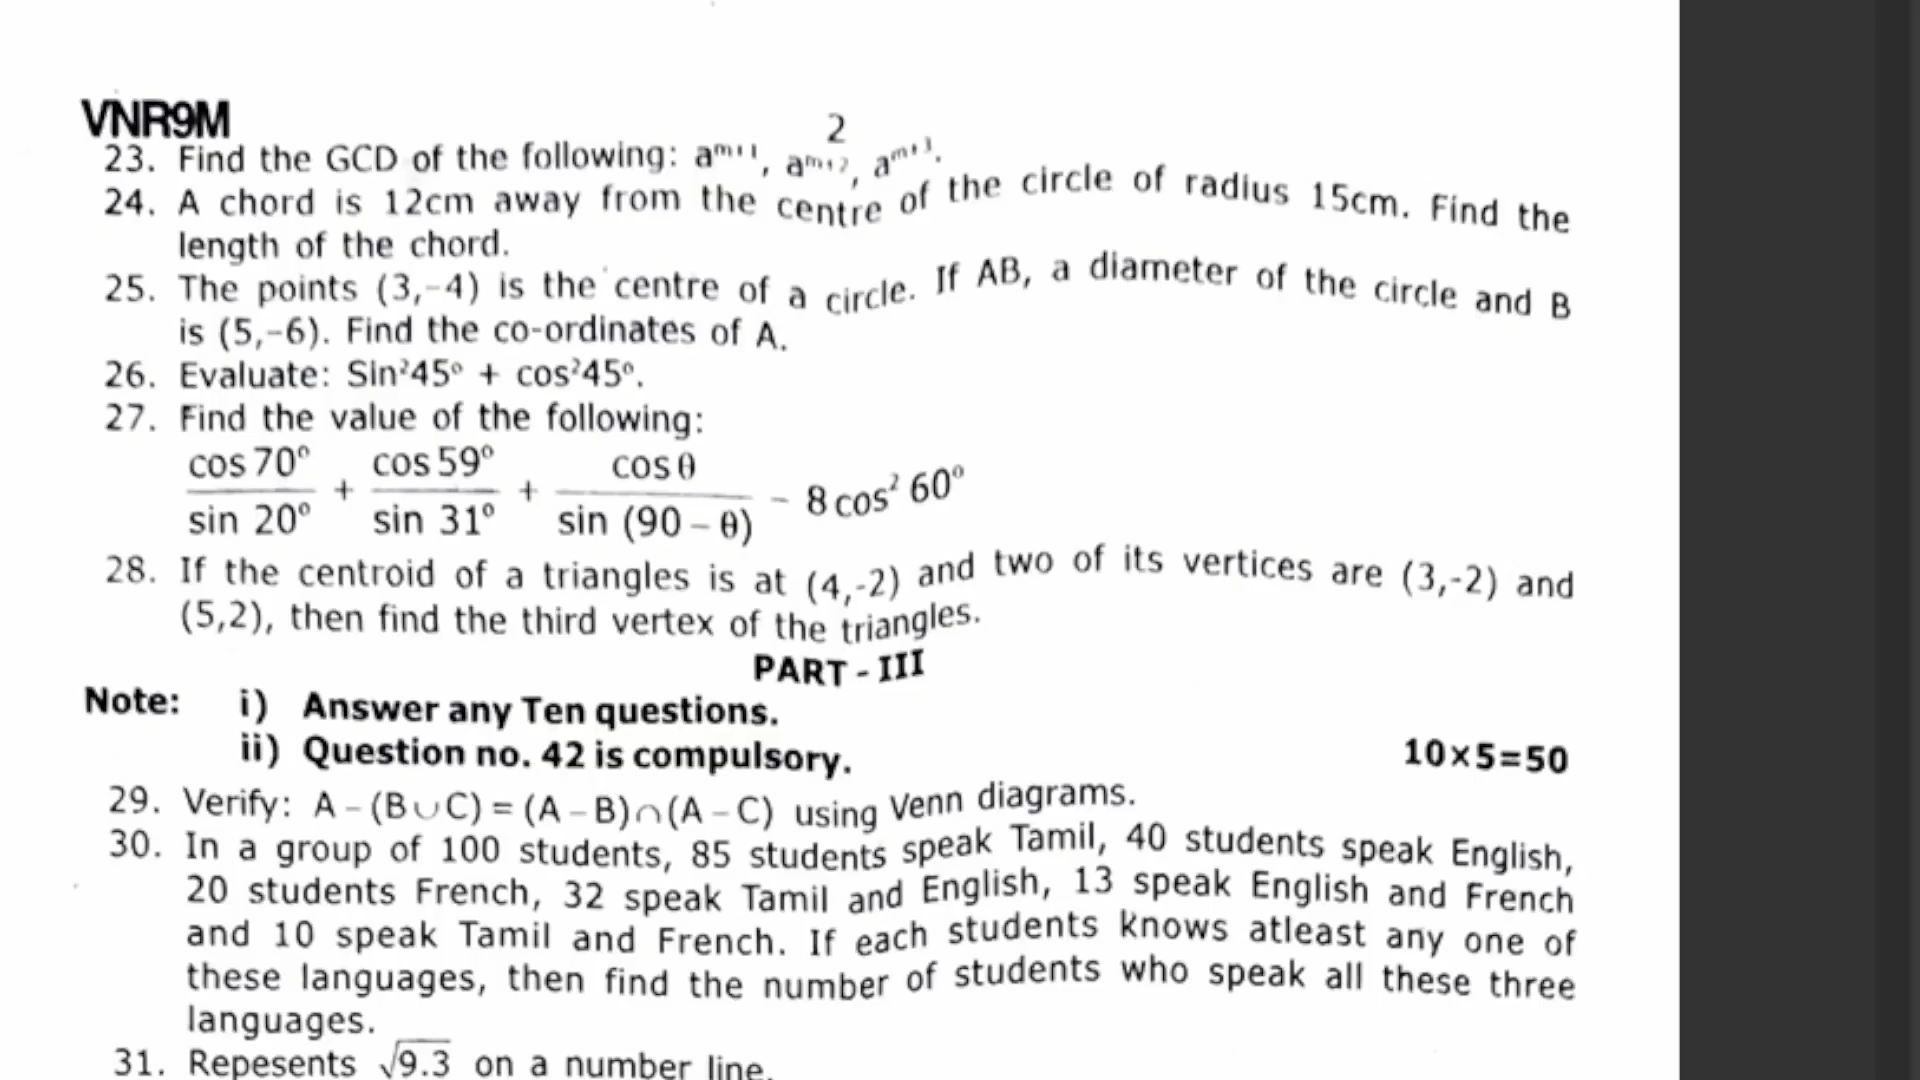 VNR9M
2
23. Find the GCD of the following: aᵐ⁺¹, aᵐ⁺², aᵐ⁺³.
24. A chord is 12cm away from the centre of the circle of radius 15cm. Find the
length of the chord.
25. The points (3,-4) is the centre of a circle. If AB, a diameter of the circle and B
is (5,-6). Find the co-ordinates of A.
26. Evaluate: Sin²45º + cos²45º.
27. Find the value of the following:
cos 70º / sin 20º + cos 59º / sin 31º + cos θ / sin (90 – θ) – 8 cos² 60º
28. If the centroid of a triangles is at (4,-2) and two of its vertices are (3,-2) and
(5,2), then find the third vertex of the triangles.
PART - III
Note: i) Answer any Ten questions.
ii) Question no. 42 is compulsory. 10×5=50
29. Verify: A – (B∪C) = (A – B)∩(A – C) using Venn diagrams.
30. In a group of 100 students, 85 students speak Tamil, 40 students speak English,
20 students French, 32 speak Tamil and English, 13 speak English and French
and 10 speak Tamil and French. If each students knows atleast any one of
these languages, then find the number of students who speak all these three
languages.
31. Repesents √9.3 on a number line.